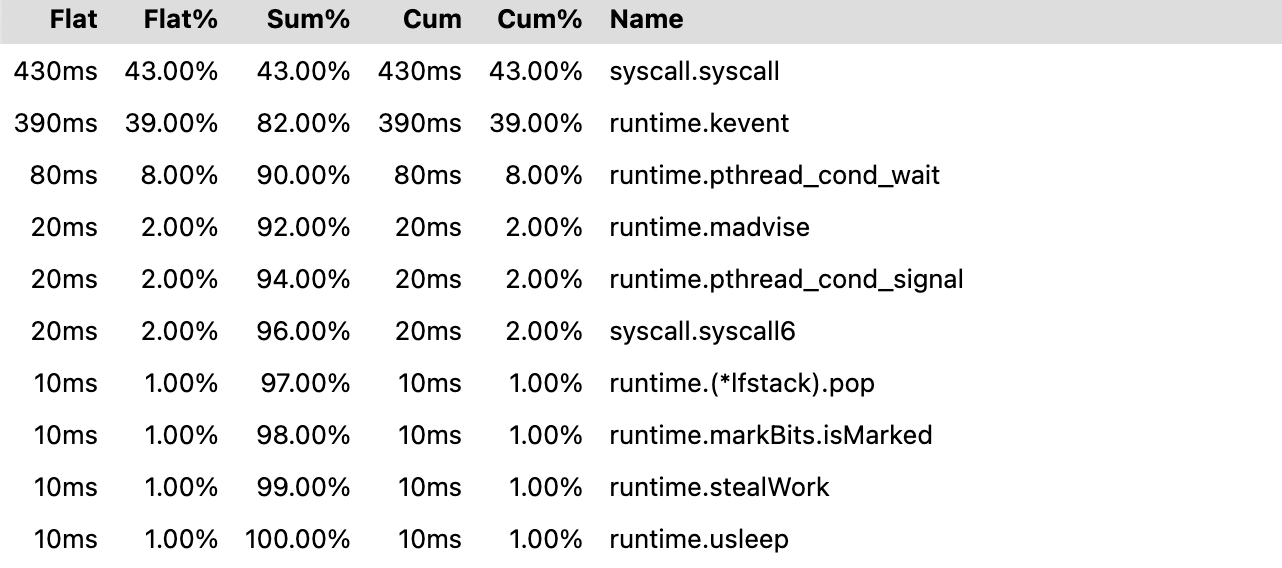 Flat Flat% Sum% Cum Cum% Name
430ms 43.00% 43.00% 430ms 43.00% syscall.syscall
390ms 39.00% 82.00% 390ms 39.00% runtime.kevent
80ms 8.00% 90.00% 80ms 8.00% runtime.pthread_cond_wait
20ms 2.00% 92.00% 20ms 2.00% runtime.madvise
20ms 2.00% 94.00% 20ms 2.00% runtime.pthread_cond_signal
20ms 2.00% 96.00% 20ms 2.00% syscall.syscall6
10ms 1.00% 97.00% 10ms 1.00% runtime.(*lfstack).pop
10ms 1.00% 98.00% 10ms 1.00% runtime.markBits.isMarked
10ms 1.00% 99.00% 10ms 1.00% runtime.stealWork
10ms 1.00% 100.00% 10ms 1.00% runtime.usleep